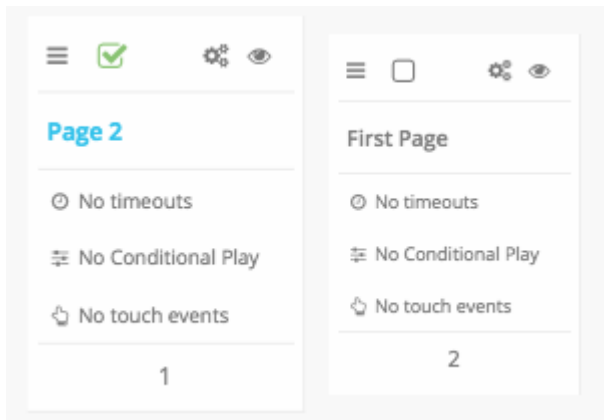 Page 2
No timeouts
No Conditional Play
No touch events
1
First Page
No timeouts
No Conditional Play
No touch events
2